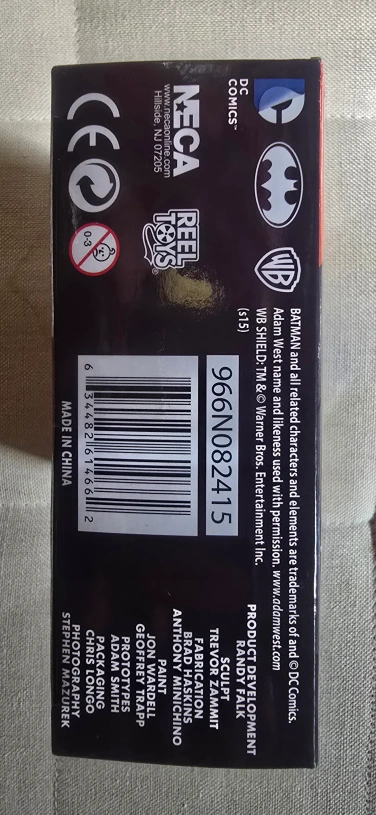 DC
COMICS™
WB
BATMAN and all related characters and elements are trademarks of and © DC Comics.
Adam West name and likeness used with permission. www.adamwest.com
WB SHIELD: TM & © Warner Bros. Entertainment Inc.
(s15)
NECA
www.necaonline.com
Hillside, NJ 07205
REEL
TOYS®
CE
0-3
966N082415
6 34482 61466 2
MADE IN CHINA
PRODUCT DEVELOPMENT
RANDY FALK
SCULPT
TREVOR ZAMMIT
FABRICATION
BRAD HASKINS
ANTHONY MINICHINO
PAINT
JON WARDELL
GEOFFREY TRAPP
PROTOTYPES
ADAM SMITH
PACKAGING
CHRIS LONGO
PHOTOGRAPHY
STEPHEN MAZUREK